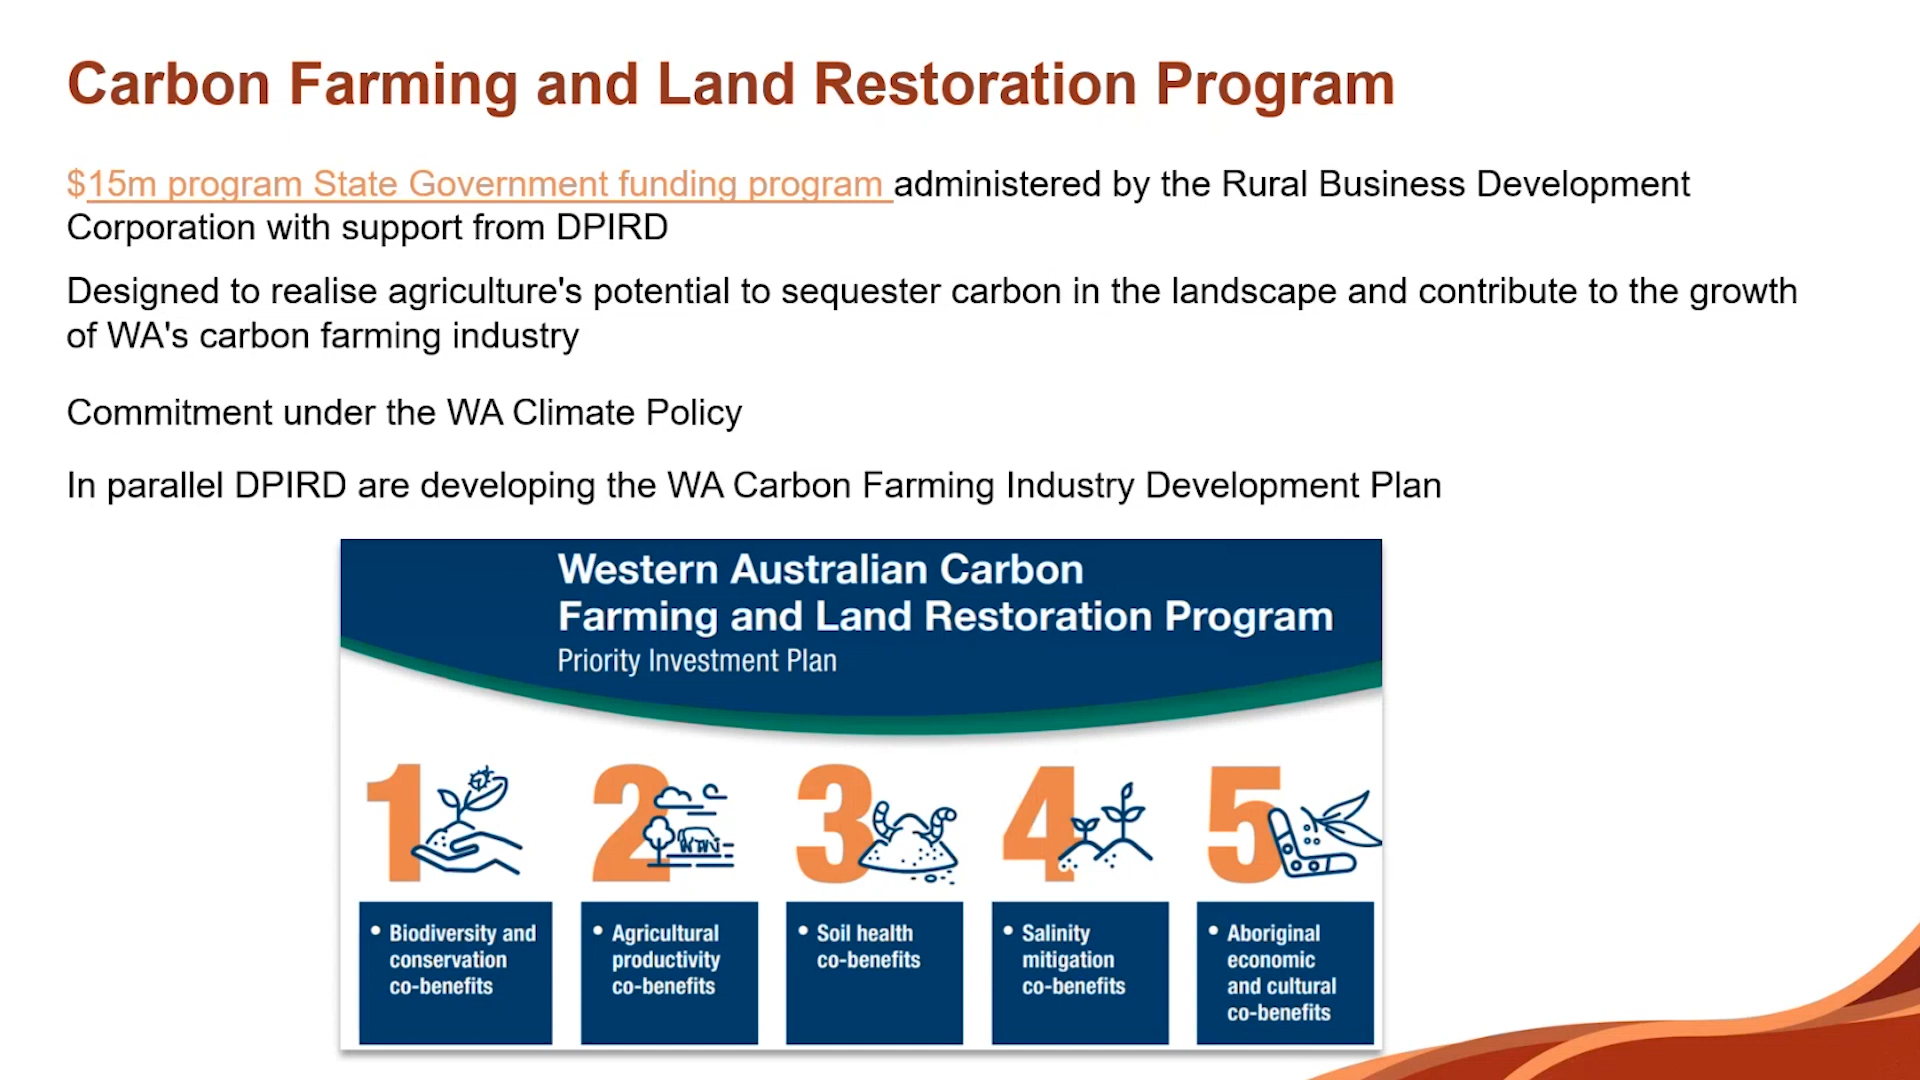 Carbon Farming and Land Restoration Program
$15m program State Government funding program administered by the Rural Business Development
Corporation with support from DPIRD
Designed to realise agriculture's potential to sequester carbon in the landscape and contribute to the growth
of WA's carbon farming industry
Commitment under the WA Climate Policy
In parallel DPIRD are developing the WA Carbon Farming Industry Development Plan
Western Australian Carbon
Farming and Land Restoration Program
Priority Investment Plan
1
• Biodiversity and
conservation
co-benefits
2
• Agricultural
productivity
co-benefits
3
• Soil health
co-benefits
4
• Salinity
mitigation
co-benefits
5
• Aboriginal
economic
and cultural
co-benefits